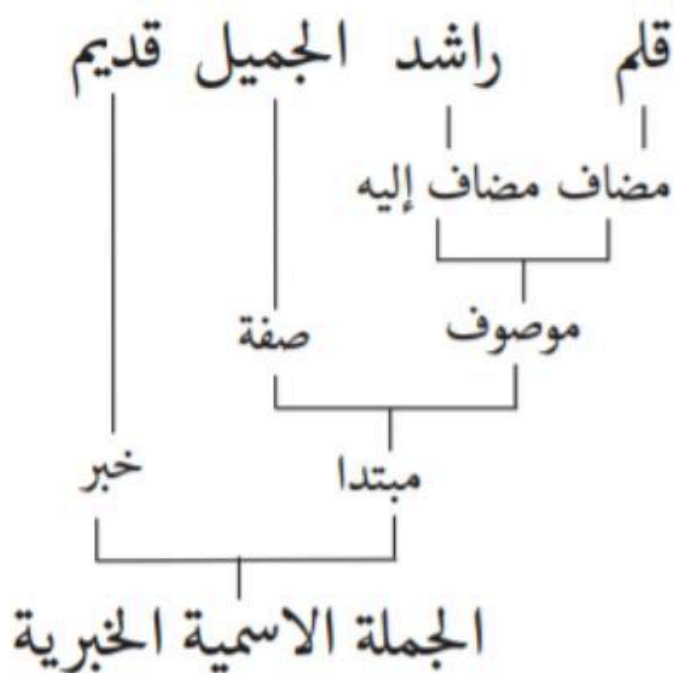 قلم راشد الجميل قديم
مضاف مضاف إليه
موصوف صفة
مبتدا خبر
الجملة الاسمية الخبرية